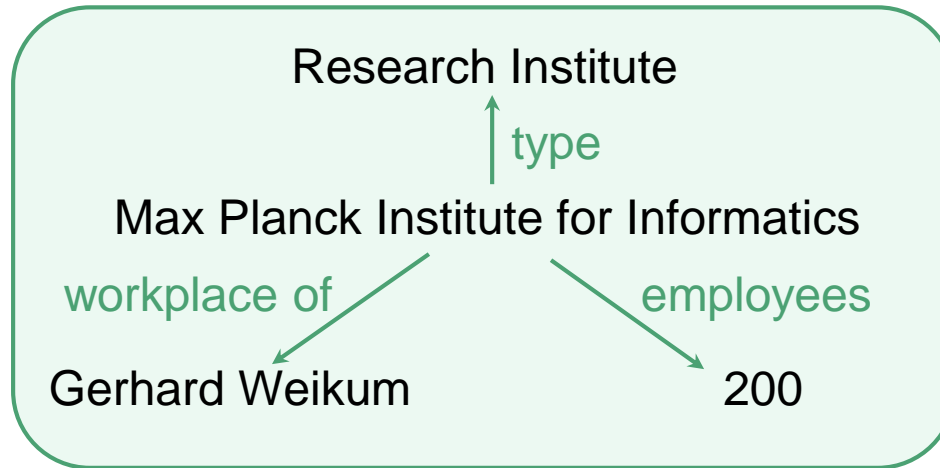 Research Institute
type
Max Planck Institute for Informatics
workplace of employees
Gerhard Weikum 200